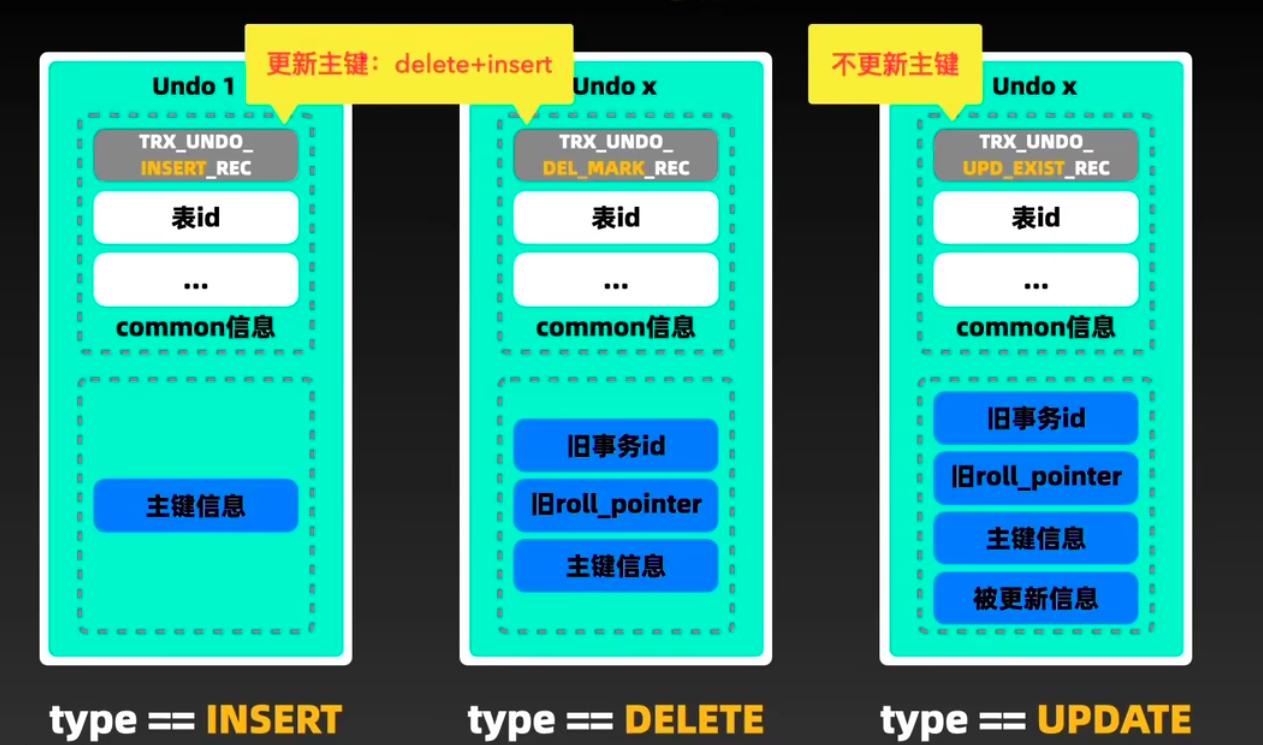 更新主键：delete+insert
不更新主键
Undo 1
TRX_UNDO_
INSERT_REC
表id
...
common信息
主键信息
type == INSERT
Undo x
TRX_UNDO_
DEL_MARK_REC
表id
...
common信息
旧事务id
旧roll_pointer
主键信息
type == DELETE
Undo x
TRX_UNDO_
UPD_EXIST_REC
表id
...
common信息
旧事务id
旧roll_pointer
主键信息
被更新信息
type == UPDATE